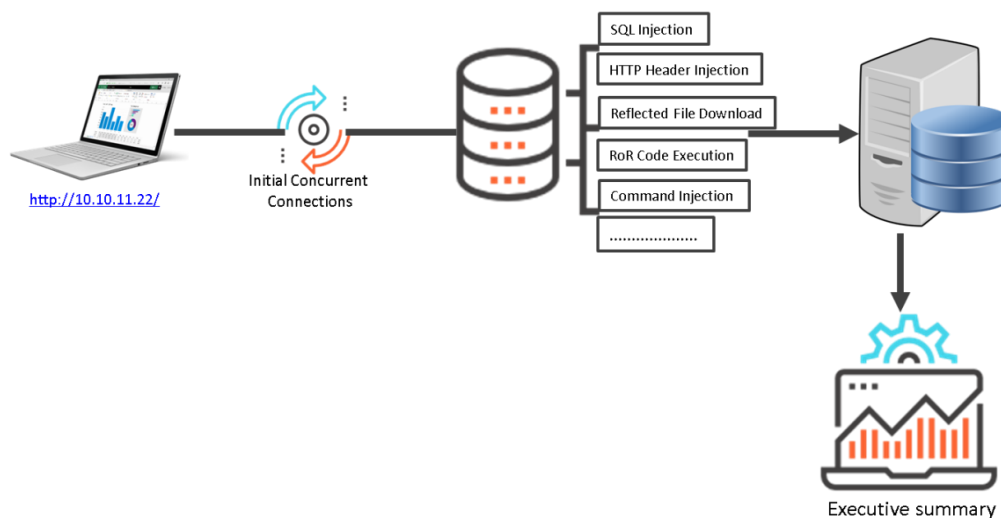 http://10.10.11.22/
Initial Concurrent
Connections
SQL Injection
HTTP Header Injection
Reflected File Download
RoR Code Execution
Command Injection
.....................
Executive summary